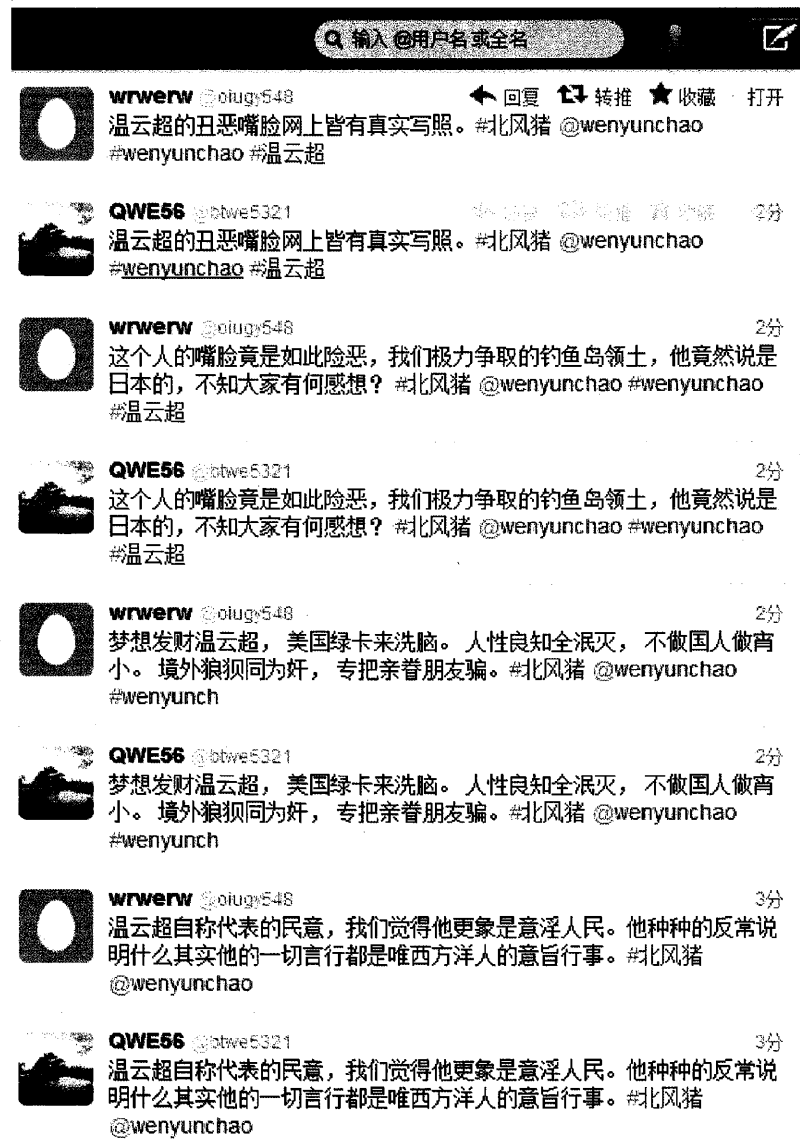 输入 @用户名 或全名
wrwerw @oiugy548 回复 转推 收藏 · 打开
温云超的丑恶嘴脸网上皆有真实写照。#北风猪 @wenyunchao
#wenyunchao #温云超
QWE56 @btwe5321 回复 转推 收藏 2分
温云超的丑恶嘴脸网上皆有真实写照。#北风猪 @wenyunchao
#wenyunchao #温云超
wrwerw @oiugy548 2分
这个人的嘴脸竟是如此险恶，我们极力争取的钓鱼岛领土，他竟然说是
日本的，不知大家有何感想？ #北风猪 @wenyunchao #wenyunchao
#温云超
QWE56 @btwe5321 2分
这个人的嘴脸竟是如此险恶，我们极力争取的钓鱼岛领土，他竟然说是
日本的，不知大家有何感想？ #北风猪 @wenyunchao #wenyunchao
#温云超
wrwerw @oiugy548 2分
梦想发财温云超， 美国绿卡来洗脑。 人性良知全泯灭， 不做国人做宵
小。 境外狼狈同为奸， 专把亲眷朋友骗。#北风猪 @wenyunchao
#wenyunch
QWE56 @btwe5321 2分
梦想发财温云超， 美国绿卡来洗脑。 人性良知全泯灭， 不做国人做宵
小。 境外狼狈同为奸， 专把亲眷朋友骗。#北风猪 @wenyunchao
#wenyunch
wrwerw @oiugy548 3分
温云超自称代表的民意，我们觉得他更象是意淫人民。他种种的反常说
明什么其实他的一切言行都是唯西方洋人的意旨行事。#北风猪
@wenyunchao
QWE56 @btwe5321 3分
温云超自称代表的民意，我们觉得他更象是意淫人民。他种种的反常说
明什么其实他的一切言行都是唯西方洋人的意旨行事。#北风猪
@wenyunchao